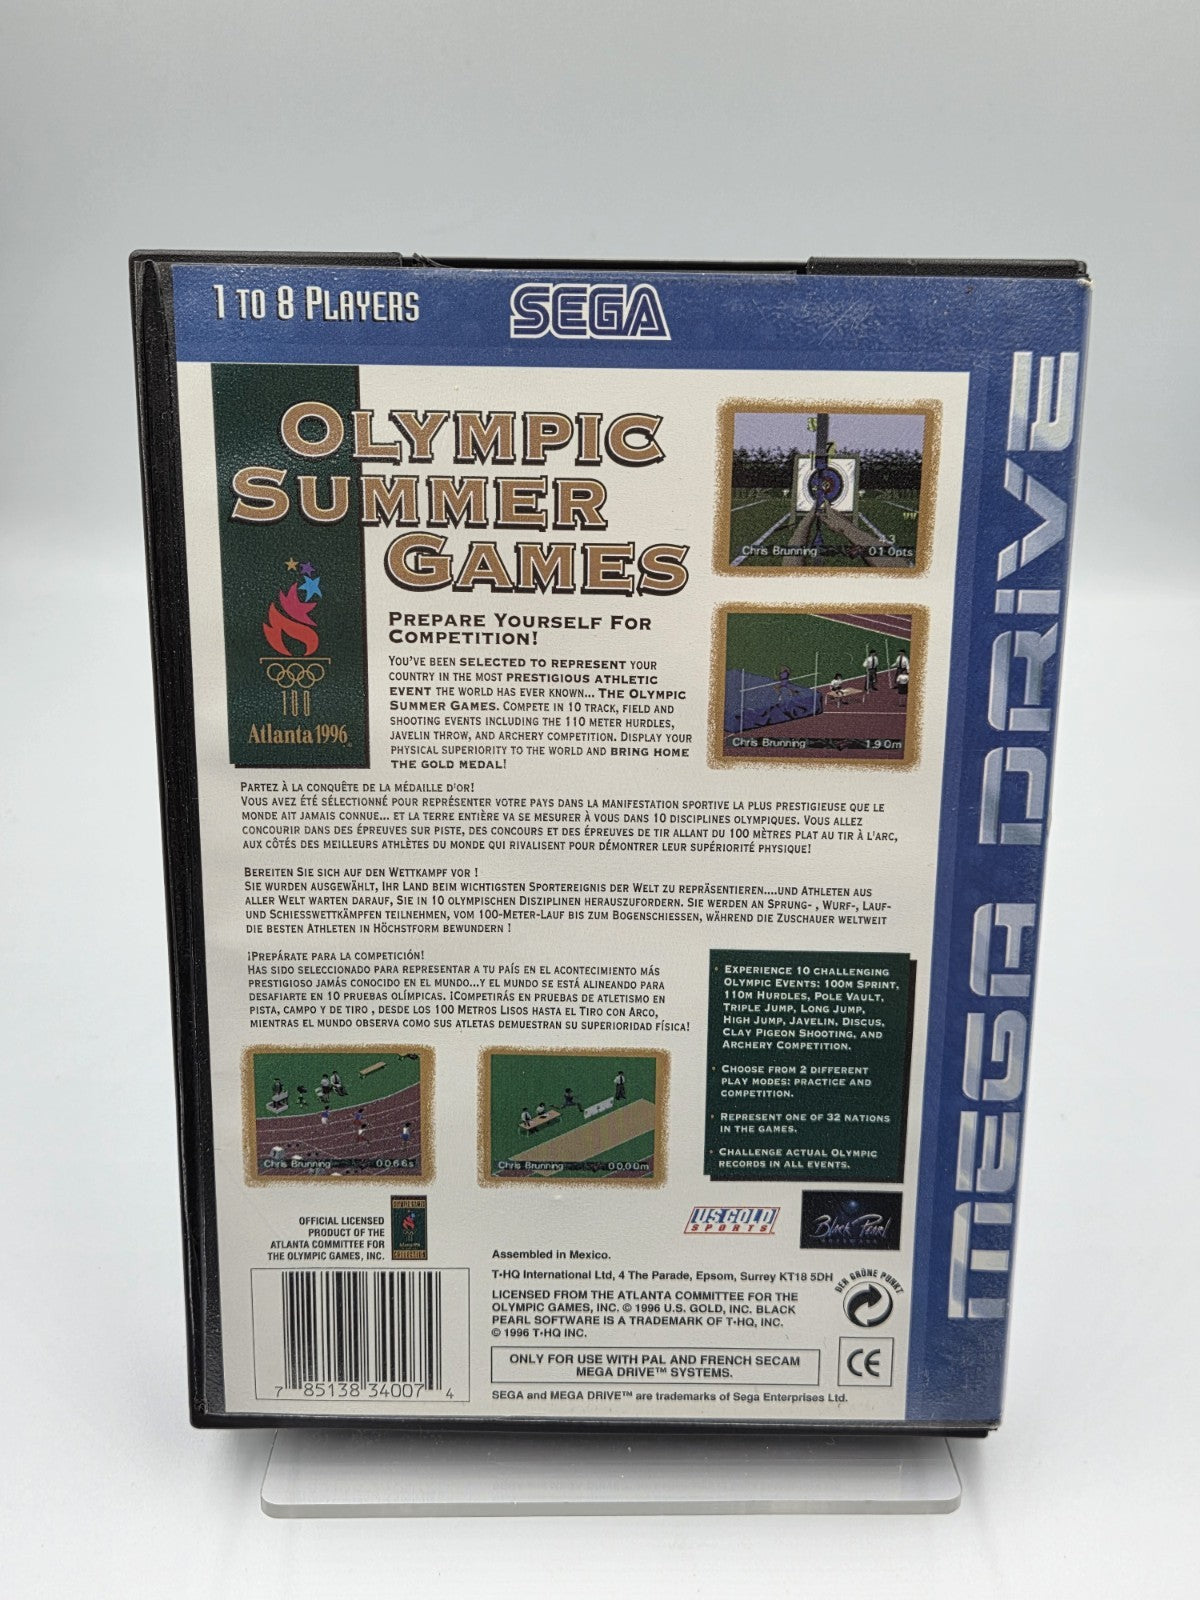 1 TO 8 PLAYERS
SEGA
MEGA DRIVE
OLYMPIC
SUMMER
GAMES
Atlanta 1996
PREPARE YOURSELF FOR
COMPETITION!
YOU'VE BEEN SELECTED TO REPRESENT YOUR
COUNTRY IN THE MOST PRESTIGIOUS ATHLETIC
EVENT THE WORLD HAS EVER KNOWN... THE OLYMPIC
SUMMER GAMES. COMPETE IN 10 TRACK, FIELD AND
SHOOTING EVENTS INCLUDING THE 110 METER HURDLES,
JAVELIN THROW, AND ARCHERY COMPETITION. DISPLAY YOUR
PHYSICAL SUPERIORITY TO THE WORLD AND BRING HOME
THE GOLD MEDAL!
43
Chris Brunning 010pts
Chris Brunning 1.90m
PARTEZ À LA CONQUÊTE DE LA MÉDAILLE D'OR!
VOUS AVEZ ÉTÉ SÉLECTIONNÉ POUR REPRÉSENTER VOTRE PAYS DANS LA MANIFESTATION SPORTIVE LA PLUS PRESTIGIEUSE QUE LE
MONDE AIT JAMAIS CONNUE... ET LA TERRE ENTIÈRE VA SE MESURER À VOUS DANS 10 DISCIPLINES OLYMPIQUES. VOUS ALLEZ
CONCOURIR DANS DES ÉPREUVES SUR PISTE, DES CONCOURS ET DES ÉPREUVES DE TIR ALLANT DU 100 MÈTRES PLAT AU TIR À L'ARC,
AUX CÔTÉS DES MEILLEURS ATHLÈTES DU MONDE QUI RIVALISENT POUR DÉMONTRER LEUR SUPÉRIORITÉ PHYSIQUE!
BEREITEN SIE SICH AUF DEN WETTKAMPF VOR !
SIE WURDEN AUSGEWÄHLT, IHR LAND BEIM WICHTIGSTEN SPORTEREIGNIS DER WELT ZU REPRÄSENTIEREN....UND ATHLETEN AUS
ALLER WELT WARTEN DARAUF, SIE IN 10 OLYMPISCHEN DISZIPLINEN HERAUSZUFORDERN. SIE WERDEN AN SPRUNG- , WURF-, LAUF-
UND SCHIESSWETTKÄMPFEN TEILNEHMEN, VOM 100-METER-LAUF BIS ZUM BOGENSCHIESSEN, WÄHREND DIE ZUSCHAUER WELTWEIT
DIE BESTEN ATHLETEN IN HÖCHSTFORM BEWUNDERN !
¡PREPÁRATE PARA LA COMPETICIÓN!
HAS SIDO SELECCIONADO PARA REPRESENTAR A TU PAÍS EN EL ACONTECIMIENTO MÁS
PRESTIGIOSO JAMÁS CONOCIDO EN EL MUNDO...Y EL MUNDO SE ESTÁ ALINEANDO PARA
DESAFIARTE EN 10 PRUEBAS OLÍMPICAS. ¡COMPETIRÁS EN PRUEBAS DE ATLETISMO EN
PISTA, CAMPO Y DE TIRO , DESDE LOS 100 METROS LISOS HASTA EL TIRO CON ARCO,
MIENTRAS EL MUNDO OBSERVA COMO SUS ATLETAS DEMUESTRAN SU SUPERIORIDAD FÍSICA!
• EXPERIENCE 10 CHALLENGING
OLYMPIC EVENTS: 100M SPRINT,
110M HURDLES, POLE VAULT,
TRIPLE JUMP, LONG JUMP,
HIGH JUMP, JAVELIN, DISCUS,
CLAY PIGEON SHOOTING, AND
ARCHERY COMPETITION.
• CHOOSE FROM 2 DIFFERENT
PLAY MODES: PRACTICE AND
COMPETITION.
• REPRESENT ONE OF 32 NATIONS
IN THE GAMES.
• CHALLENGE ACTUAL OLYMPIC
RECORDS IN ALL EVENTS.
Chris Brunning 006.6s
Chris Brunning 00.00m
OFFICIAL LICENSED
PRODUCT OF THE
ATLANTA COMMITTEE FOR
THE OLYMPIC GAMES, INC.
U.S. GOLD
SPORTS
Black Pearl
SOFTWARE
Assembled in Mexico.
T•HQ International Ltd, 4 The Parade, Epsom, Surrey KT18 5DH
LICENSED FROM THE ATLANTA COMMITTEE FOR THE
OLYMPIC GAMES, INC. © 1996 U.S. GOLD, INC. BLACK
PEARL SOFTWARE IS A TRADEMARK OF T•HQ, INC.
© 1996 T•HQ INC.
DER GRÜNE PUNKT
ONLY FOR USE WITH PAL AND FRENCH SECAM
MEGA DRIVE™ SYSTEMS.
CE
SEGA and MEGA DRIVE™ are trademarks of Sega Enterprises Ltd.
7 85138 34007 4